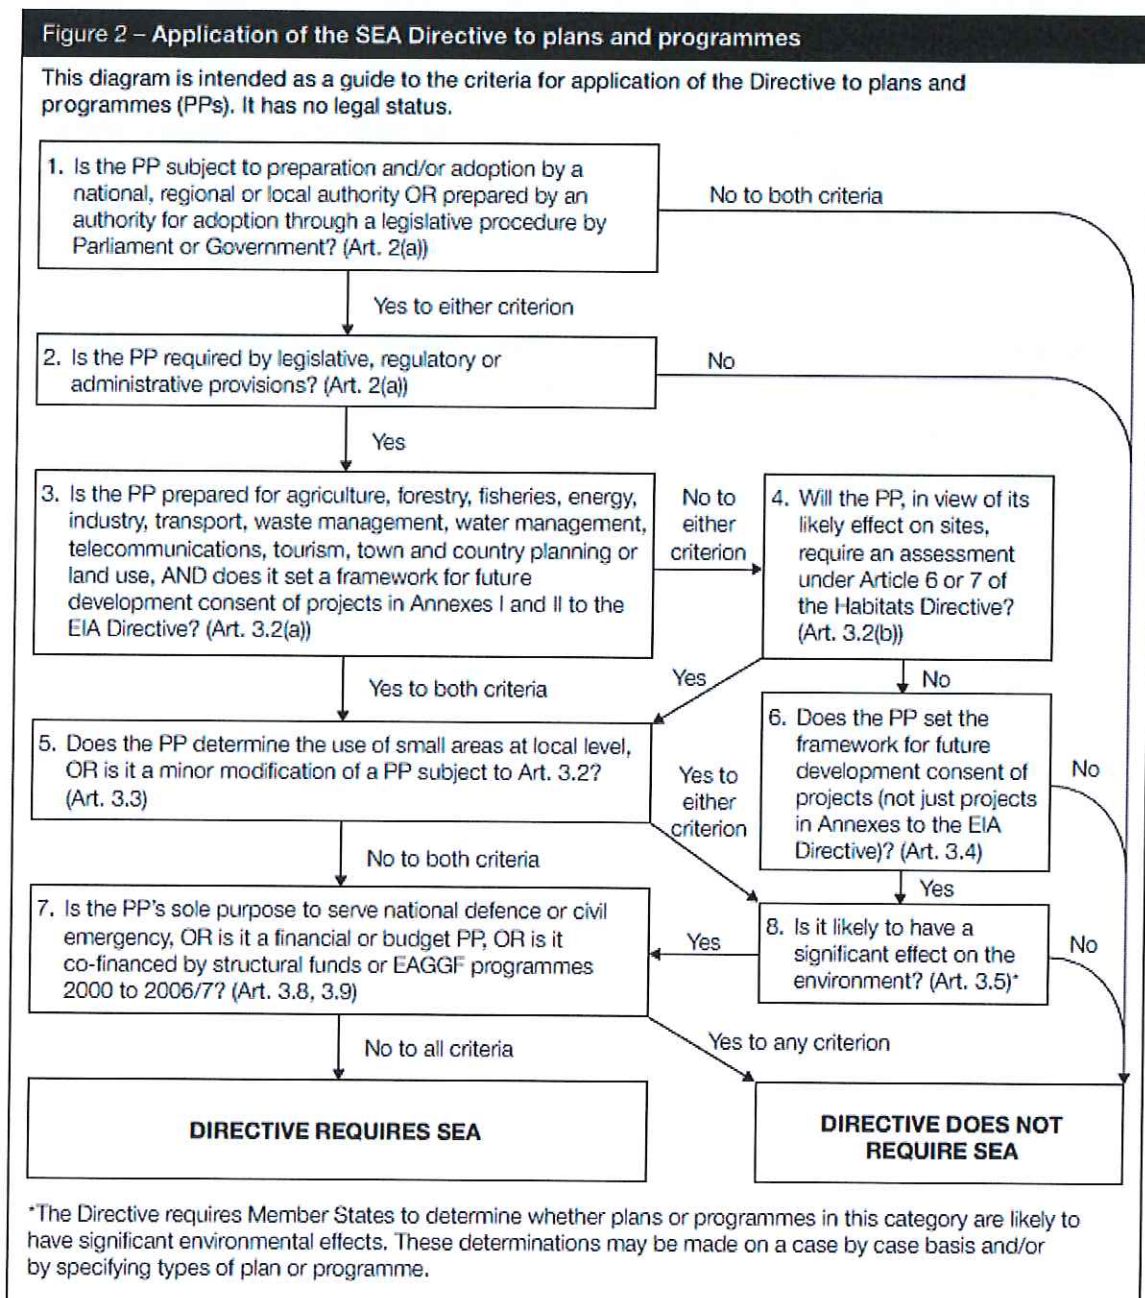 Figure 2 – Application of the SEA Directive to plans and programmes
This diagram is intended as a guide to the criteria for application of the Directive to plans and
programmes (PPs). It has no legal status.
1. Is the PP subject to preparation and/or adoption by a
national, regional or local authority OR prepared by an
authority for adoption through a legislative procedure by
Parliament or Government? (Art. 2(a))
No to both criteria
Yes to either criterion
2. Is the PP required by legislative, regulatory or
administrative provisions? (Art. 2(a))
No
Yes
3. Is the PP prepared for agriculture, forestry, fisheries, energy,
industry, transport, waste management, water management,
telecommunications, tourism, town and country planning or
land use, AND does it set a framework for future
development consent of projects in Annexes I and II to the
EIA Directive? (Art. 3.2(a))
No to
either
criterion
4. Will the PP, in view of its
likely effect on sites,
require an assessment
under Article 6 or 7 of
the Habitats Directive?
(Art. 3.2(b))
Yes to both criteria
Yes
No
5. Does the PP determine the use of small areas at local level,
OR is it a minor modification of a PP subject to Art. 3.2?
(Art. 3.3)
Yes to
either
criterion
6. Does the PP set the
framework for future
development consent of
projects (not just projects
in Annexes to the EIA
Directive)? (Art. 3.4)
No
No to both criteria
Yes
7. Is the PP's sole purpose to serve national defence or civil
emergency, OR is it a financial or budget PP, OR is it
co-financed by structural funds or EAGGF programmes
2000 to 2006/7? (Art. 3.8, 3.9)
Yes
8. Is it likely to have a
significant effect on the
environment? (Art. 3.5)*
No
No to all criteria
Yes to any criterion
DIRECTIVE REQUIRES SEA
DIRECTIVE DOES NOT
REQUIRE SEA
*The Directive requires Member States to determine whether plans or programmes in this category are likely to
have significant environmental effects. These determinations may be made on a case by case basis and/or
by specifying types of plan or programme.